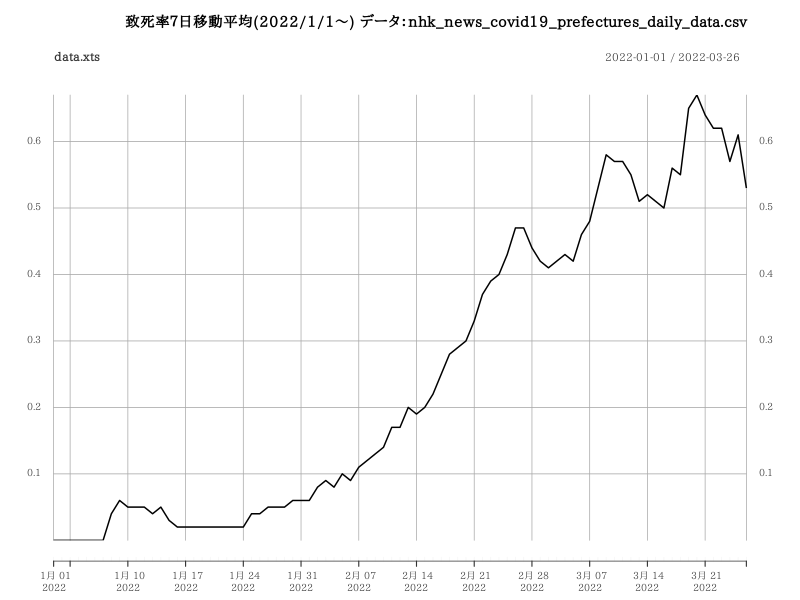 致死率7日移動平均(2022/1/1〜) データ:nhk_news_covid19_prefectures_daily_data.csv
data.xts 2022-01-01 / 2022-03-26
0.6 0.6
0.5 0.5
0.4 0.4
0.3 0.3
0.2 0.2
0.1 0.1
1月 01 1月 10 1月 17 1月 24 1月 31 2月 07 2月 14 2月 21 2月 28 3月 07 3月 14 3月 21
2022 2022 2022 2022 2022 2022 2022 2022 2022 2022 2022 2022